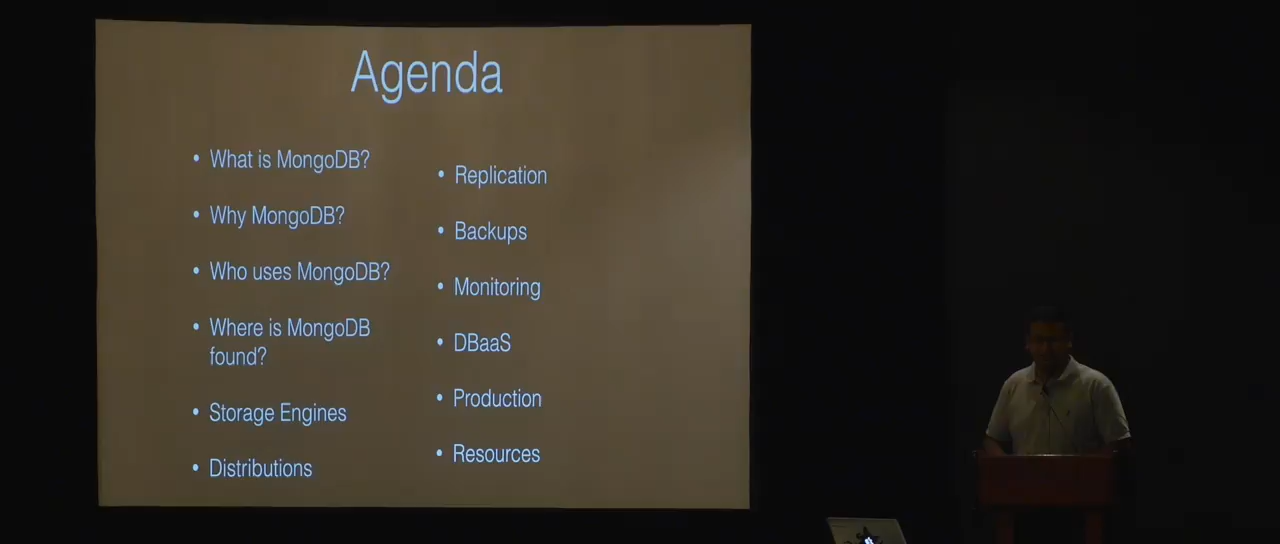 Agenda
• What is MongoDB?
• Why MongoDB?
• Who uses MongoDB?
• Where is MongoDB
found?
• Storage Engines
• Distributions
• Replication
• Backups
• Monitoring
• DBaaS
• Production
• Resources